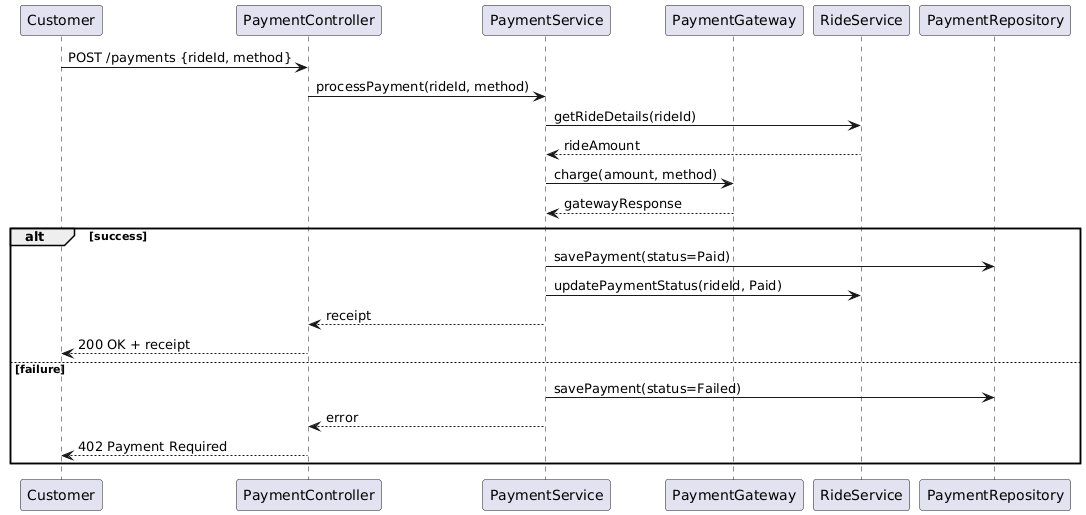 Customer PaymentController PaymentService PaymentGateway RideService PaymentRepository
POST /payments {rideId, method}
processPayment(rideId, method)
getRideDetails(rideId)
rideAmount
charge(amount, method)
gatewayResponse
alt [success]
savePayment(status=Paid)
updatePaymentStatus(rideId, Paid)
receipt
200 OK + receipt
[failure]
savePayment(status=Failed)
error
402 Payment Required
Customer PaymentController PaymentService PaymentGateway RideService PaymentRepository